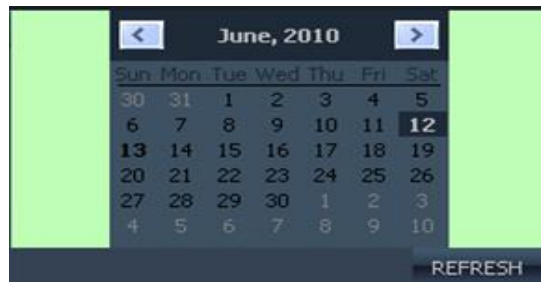 < June, 2010 >
Sun Mon Tue Wed Thu Fri Sat
30 31 1 2 3 4 5
6 7 8 9 10 11 12
13 14 15 16 17 18 19
20 21 22 23 24 25 26
27 28 29 30 1 2 3
4 5 6 7 8 9 10
REFRESH